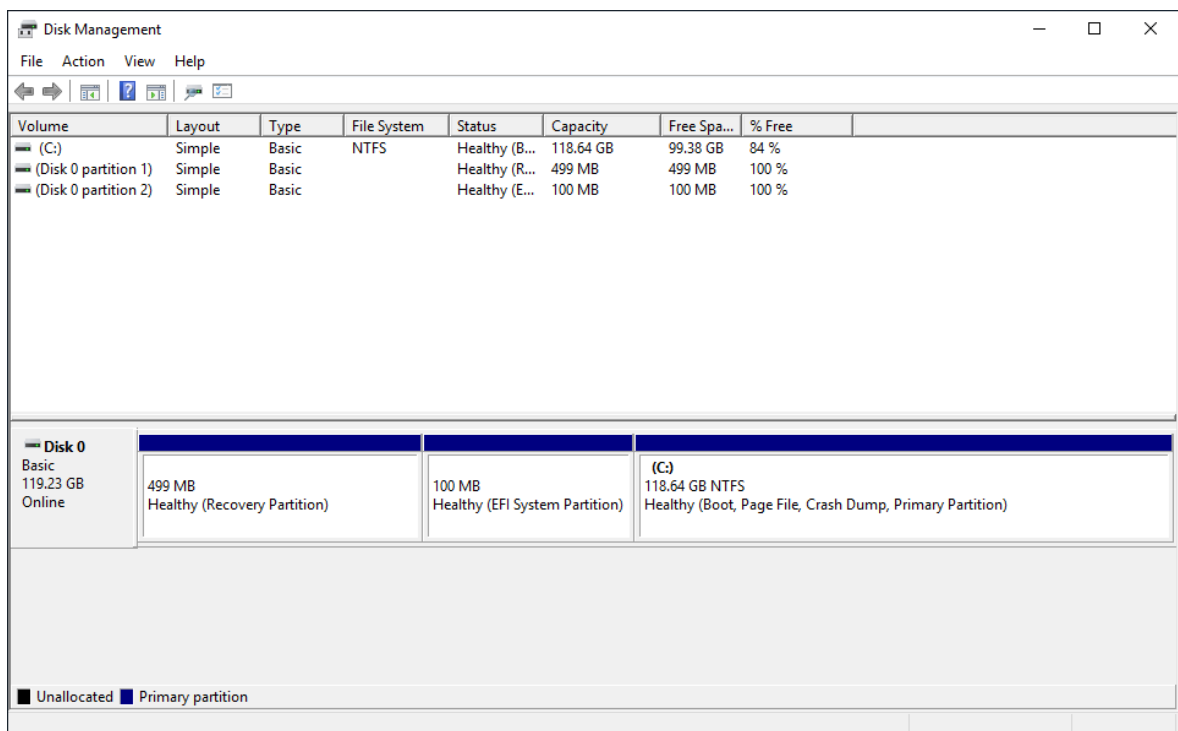 Disk Management
File Action View Help
Volume Layout Type File System Status Capacity Free Spa... % Free
(C:) Simple Basic NTFS Healthy (B... 118.64 GB 99.38 GB 84 %
(Disk 0 partition 1) Simple Basic Healthy (R... 499 MB 499 MB 100 %
(Disk 0 partition 2) Simple Basic Healthy (E... 100 MB 100 MB 100 %
Disk 0
Basic
119.23 GB
Online
499 MB
Healthy (Recovery Partition)
100 MB
Healthy (EFI System Partition)
(C:)
118.64 GB NTFS
Healthy (Boot, Page File, Crash Dump, Primary Partition)
Unallocated Primary partition